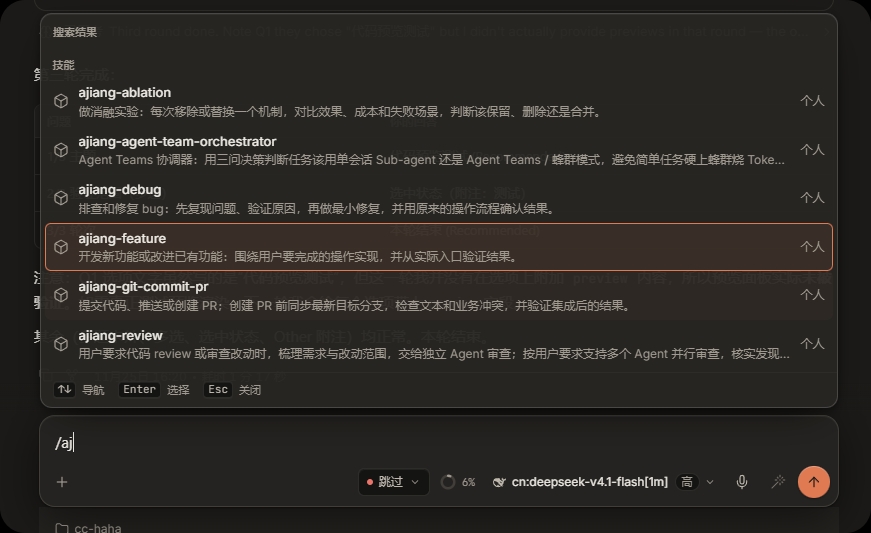 搜索结果
技能
ajiang-ablation
做消融实验：每次移除或替换一个机制，对比效果、成本和失败场景，判断该保留、删除还是合并。
个人
ajiang-agent-team-orchestrator
Agent Teams 协调器：用三问决策判断任务该用单会话 Sub-agent 还是 Agent Teams / 蜂群模式，避免简单任务硬上蜂群烧 Toke...
个人
ajiang-debug
排查和修复 bug：先复现问题、验证原因，再做最小修复，并用原来的操作流程确认结果。
个人
ajiang-feature
开发新功能或改进已有功能：围绕用户要完成的操作实现，并从实际入口验证结果。
个人
ajiang-git-commit-pr
提交代码、推送或创建 PR；创建 PR 前同步最新目标分支，检查文本和业务冲突，并验证集成后的结果。
个人
ajiang-review
用户要求代码 review 或审查改动时，梳理需求与改动范围，交给独立 Agent 审查；按用户要求支持多个 Agent 并行审查，核实发现...
个人
↑↓ 导航 Enter 选择 Esc 关闭
/aj
跳过 6% cn:deepseek-v4.1-flash[1m] 高
cc-haha